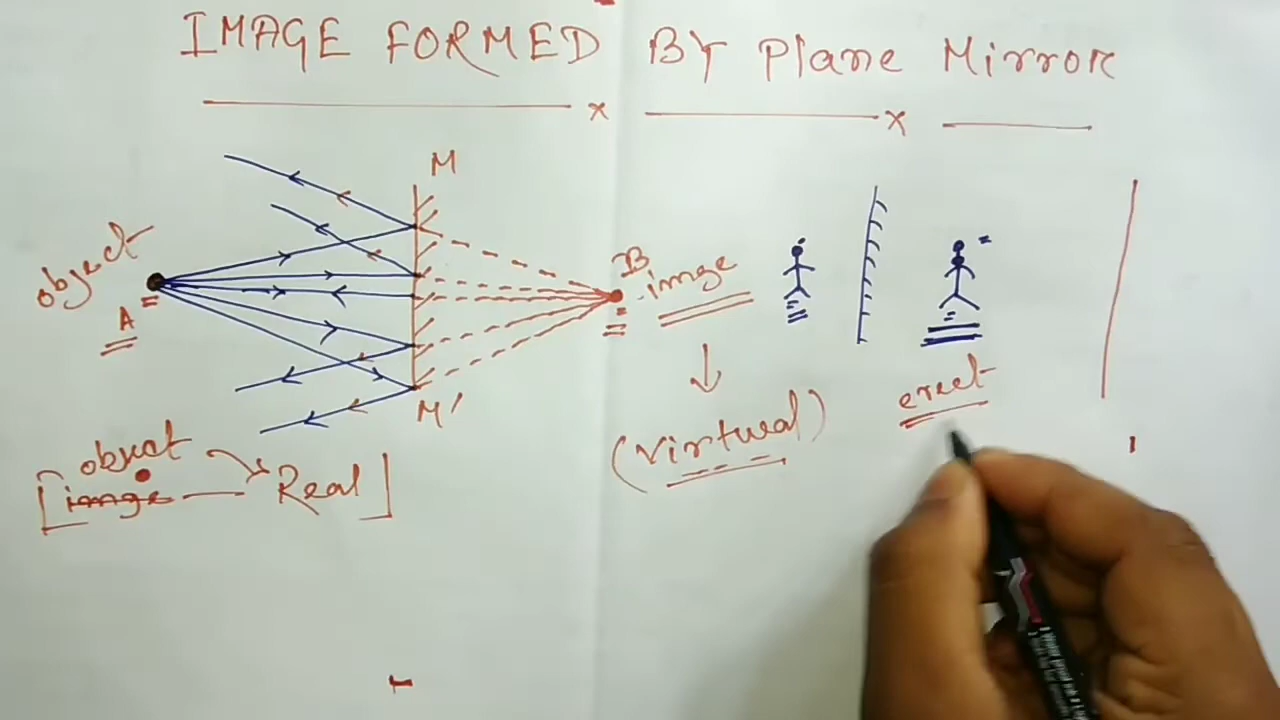 IMAGE FORMED BY Plane Mirror
M
object
A
B
image
M'
(virtual)
erect
object
[image — Real]